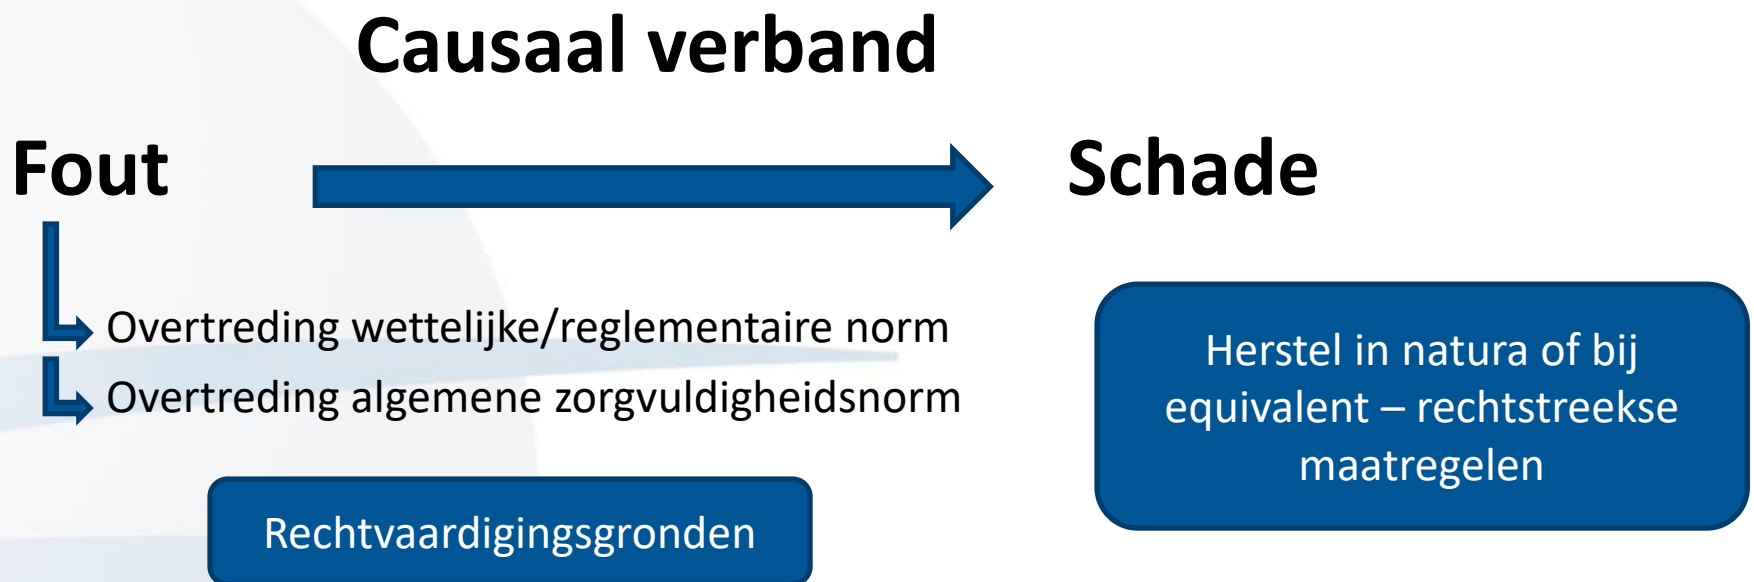 Causaal verband
Fout
Schade
Overtreding wettelijke/reglementaire norm
Overtreding algemene zorgvuldigheidsnorm
Rechtvaardigingsgronden
Herstel in natura of bij
equivalent – rechtstreekse
maatregelen